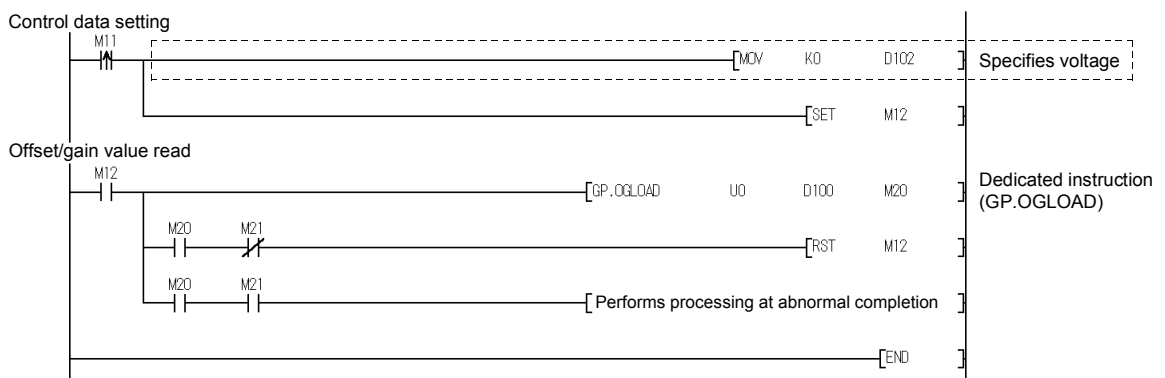 Control data setting
M11
MOV K0 D102
Specifies voltage
SET M12
Offset/gain value read
M12
GP.OGLOAD U0 D100 M20
Dedicated instruction
(GP.OGLOAD)
M20 M21
RST M12
M20 M21
Performs processing at abnormal completion
END